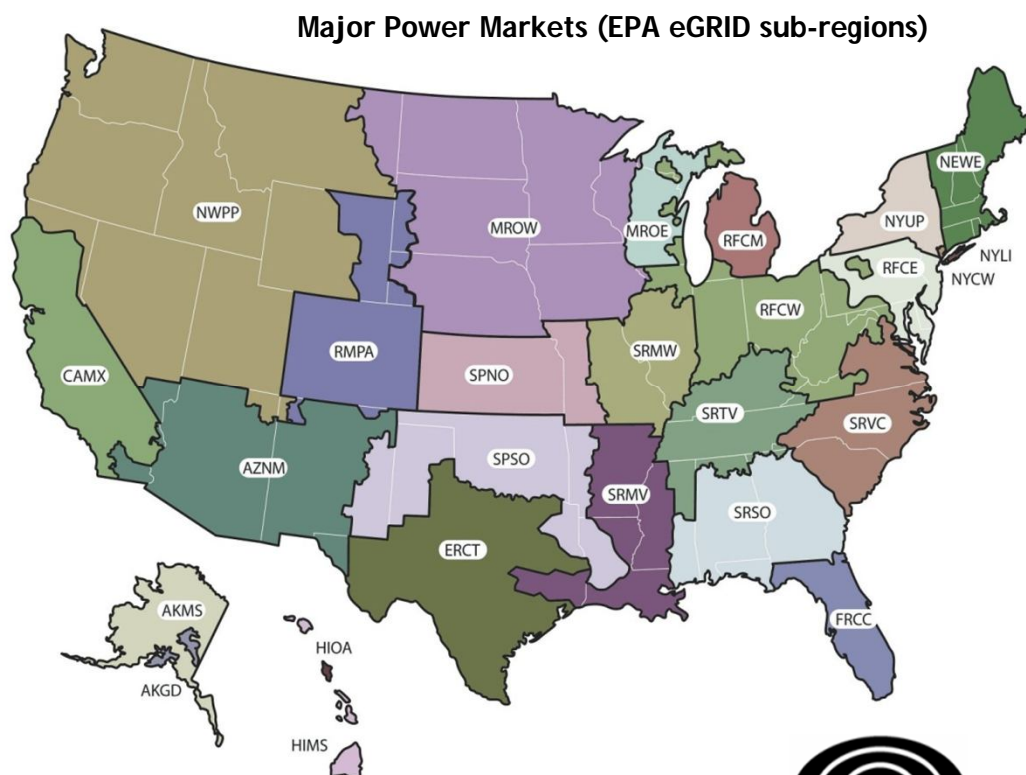 Major Power Markets (EPA eGRID sub-regions)
NEWE
NWPP
NYUP
MROW
MROE
RFCM
NYLI
RFCE
NYCW
RFCW
RMPA
SRMW
CAMX
SPNO
SRTV
SRVC
AZNM
SPSO
SRMV
SRSO
ERCT
AKMS
FRCC
HIOA
AKGD
HIMS